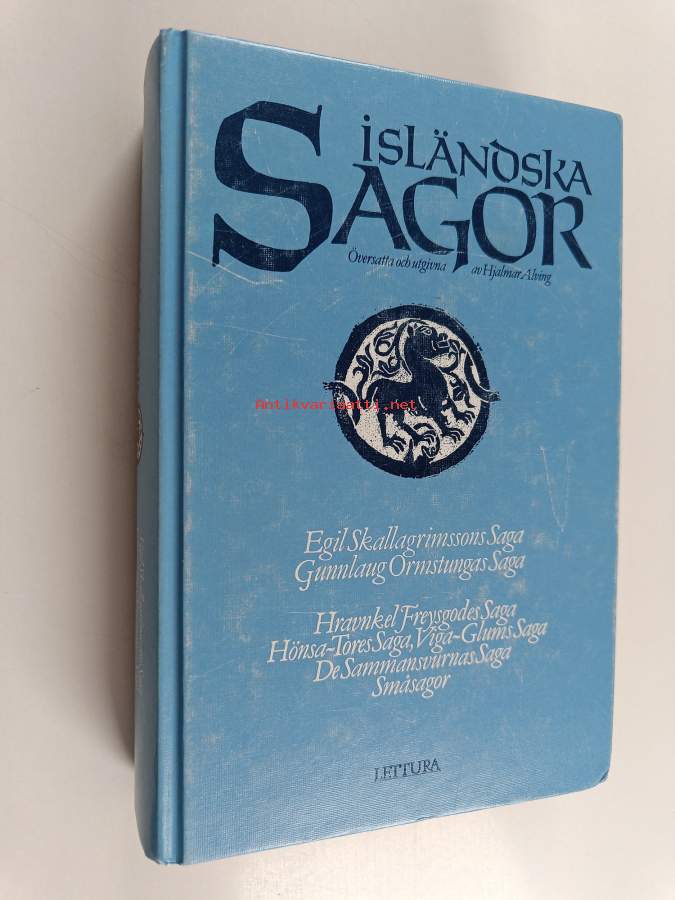 ISLÄNDSKA
SAGOR
Översatta och utgivna av Hjalmar Alving
Antikvariaatti.net
Egil Skallagrimssons Saga
Gunnlaug Ormstungas Saga
Hravnkel Freysgodes Saga
Hönsa-Tores Saga, Viga-Glums Saga
De Sammansvurnas Saga
Småsagor
LETTURA